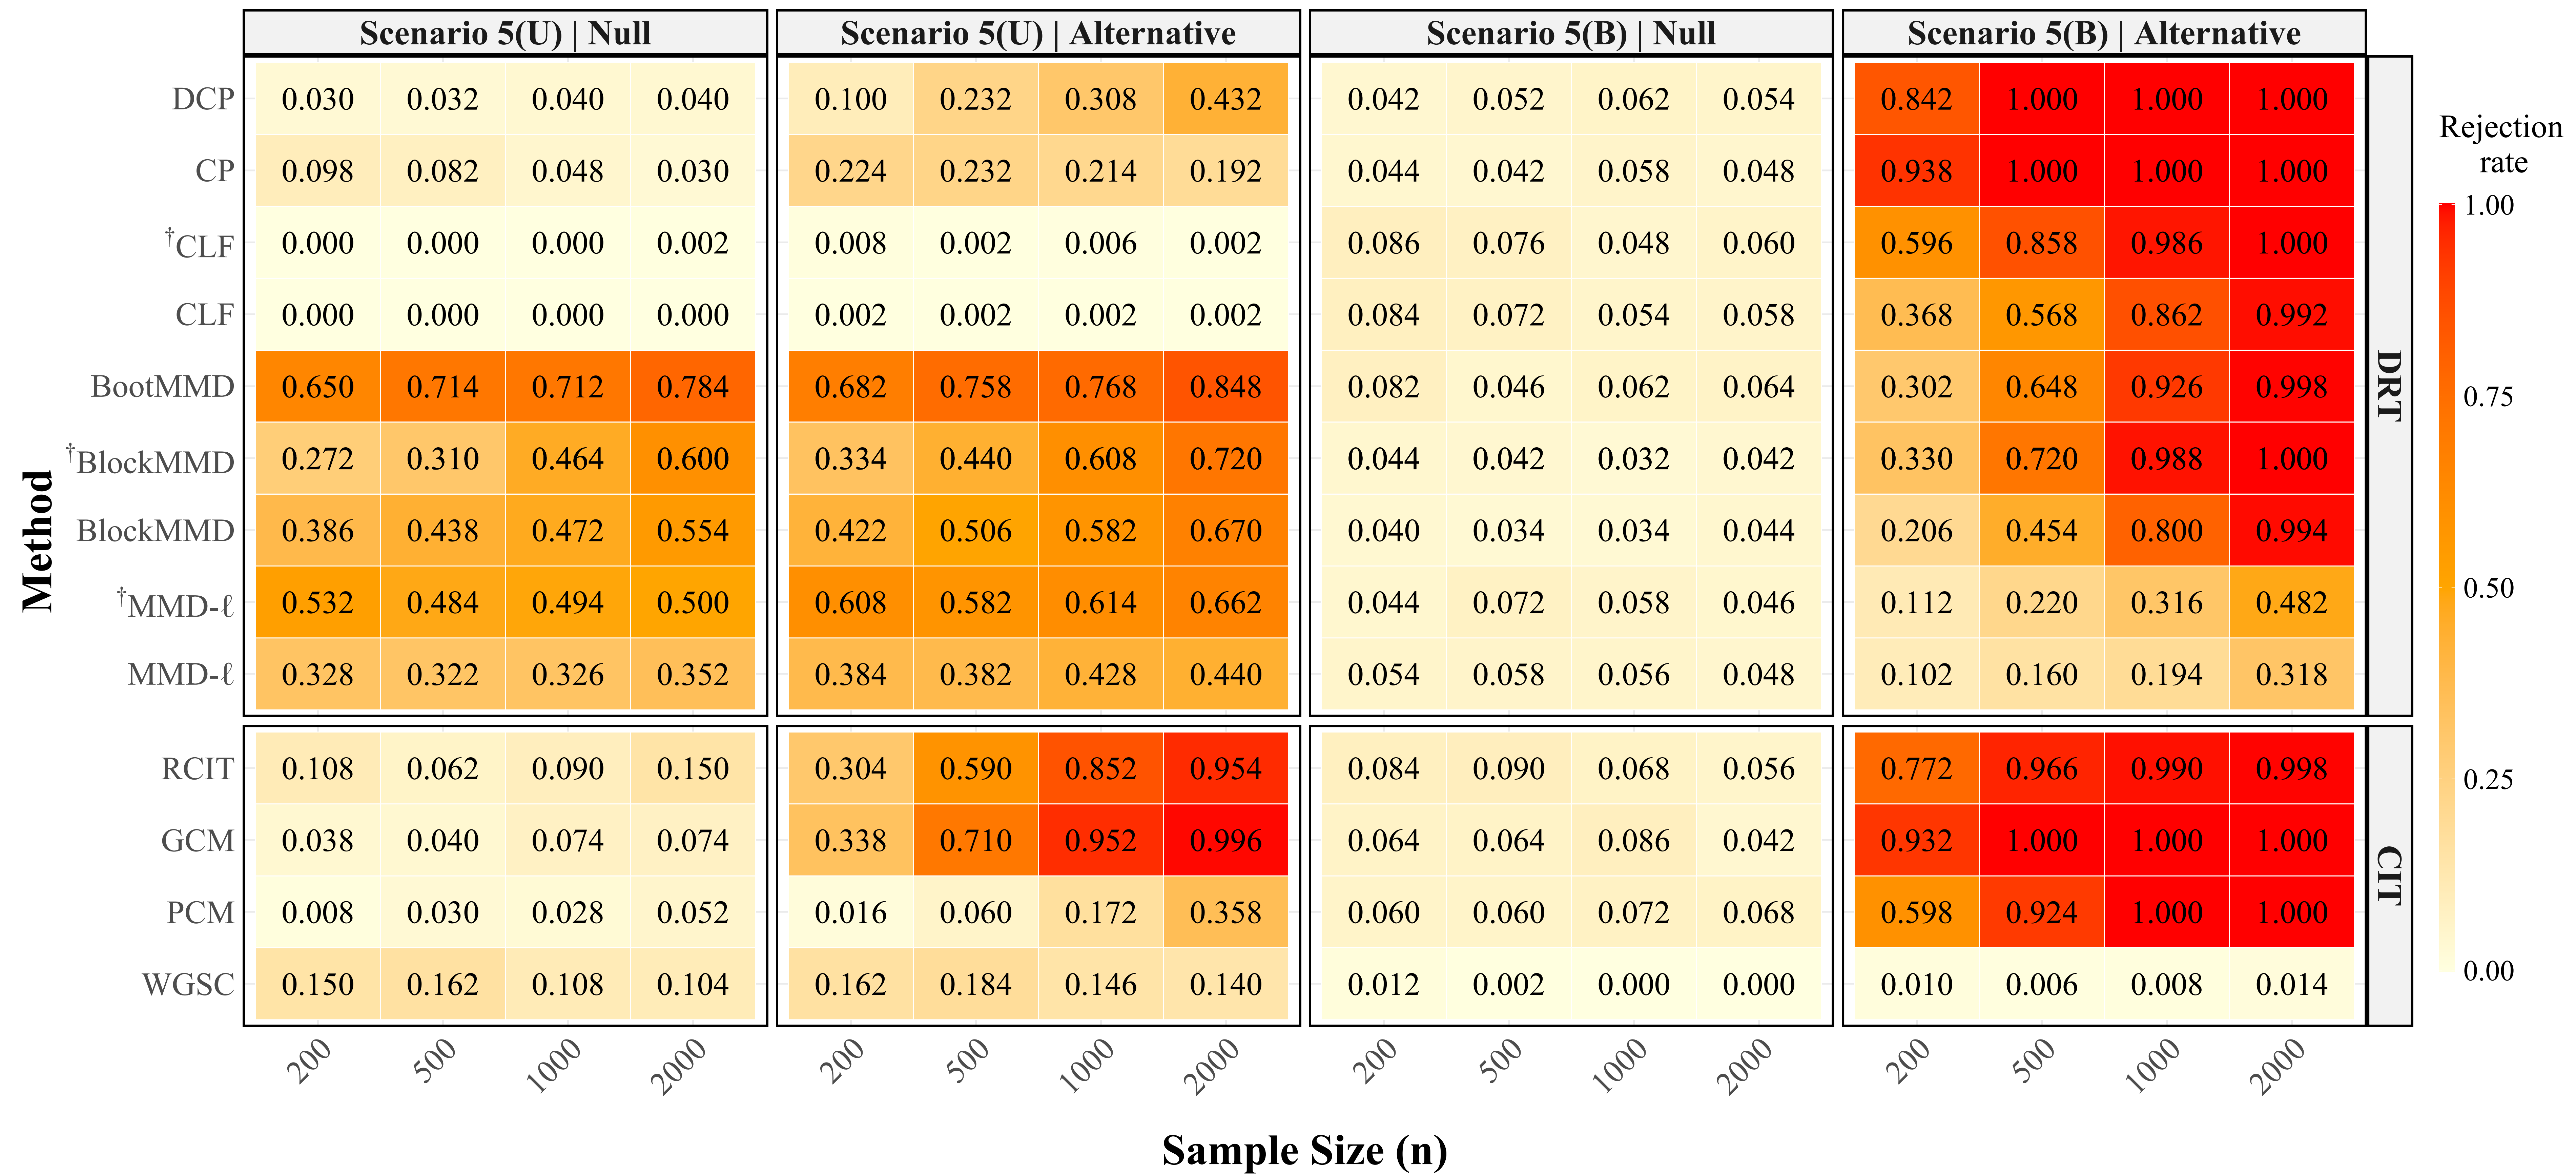 Scenario 5(U) | Null Scenario 5(U) | Alternative Scenario 5(B) | Null Scenario 5(B) | Alternative
DCP 0.030 0.032 0.040 0.040 0.100 0.232 0.308 0.432 0.042 0.052 0.062 0.054 0.842 1.000 1.000 1.000
CP 0.098 0.082 0.048 0.030 0.224 0.232 0.214 0.192 0.044 0.042 0.058 0.048 0.938 1.000 1.000 1.000
†CLF 0.000 0.000 0.000 0.002 0.008 0.002 0.006 0.002 0.086 0.076 0.048 0.060 0.596 0.858 0.986 1.000
CLF 0.000 0.000 0.000 0.000 0.002 0.002 0.002 0.002 0.084 0.072 0.054 0.058 0.368 0.568 0.862 0.992
BootMMD 0.650 0.714 0.712 0.784 0.682 0.758 0.768 0.848 0.082 0.046 0.062 0.064 0.302 0.648 0.926 0.998
†BlockMMD 0.272 0.310 0.464 0.600 0.334 0.440 0.608 0.720 0.044 0.042 0.032 0.042 0.330 0.720 0.988 1.000
BlockMMD 0.386 0.438 0.472 0.554 0.422 0.506 0.582 0.670 0.040 0.034 0.034 0.044 0.206 0.454 0.800 0.994
†MMD-ℓ 0.532 0.484 0.494 0.500 0.608 0.582 0.614 0.662 0.044 0.072 0.058 0.046 0.112 0.220 0.316 0.482
MMD-ℓ 0.328 0.322 0.326 0.352 0.384 0.382 0.428 0.440 0.054 0.058 0.056 0.048 0.102 0.160 0.194 0.318
DRT
RCIT 0.108 0.062 0.090 0.150 0.304 0.590 0.852 0.954 0.084 0.090 0.068 0.056 0.772 0.966 0.990 0.998
GCM 0.038 0.040 0.074 0.074 0.338 0.710 0.952 0.996 0.064 0.064 0.086 0.042 0.932 1.000 1.000 1.000
PCM 0.008 0.030 0.028 0.052 0.016 0.060 0.172 0.358 0.060 0.060 0.072 0.068 0.598 0.924 1.000 1.000
WGSC 0.150 0.162 0.108 0.104 0.162 0.184 0.146 0.140 0.012 0.002 0.000 0.000 0.010 0.006 0.008 0.014
CIT
200 500 1000 2000 200 500 1000 2000 200 500 1000 2000 200 500 1000 2000
Sample Size (n)
Method
Rejection
rate
1.00
0.75
0.50
0.25
0.00